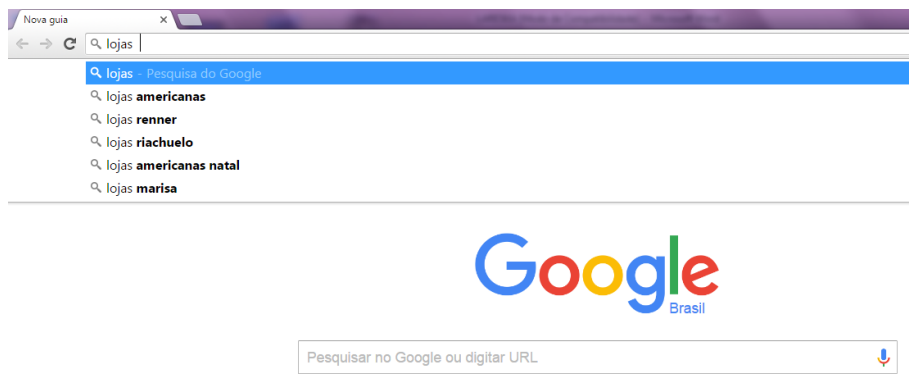 Nova guia
lojas
lojas - Pesquisa do Google
lojas americanas
lojas renner
lojas riachuelo
lojas americanas natal
lojas marisa
Google
Brasil
Pesquisar no Google ou digitar URL